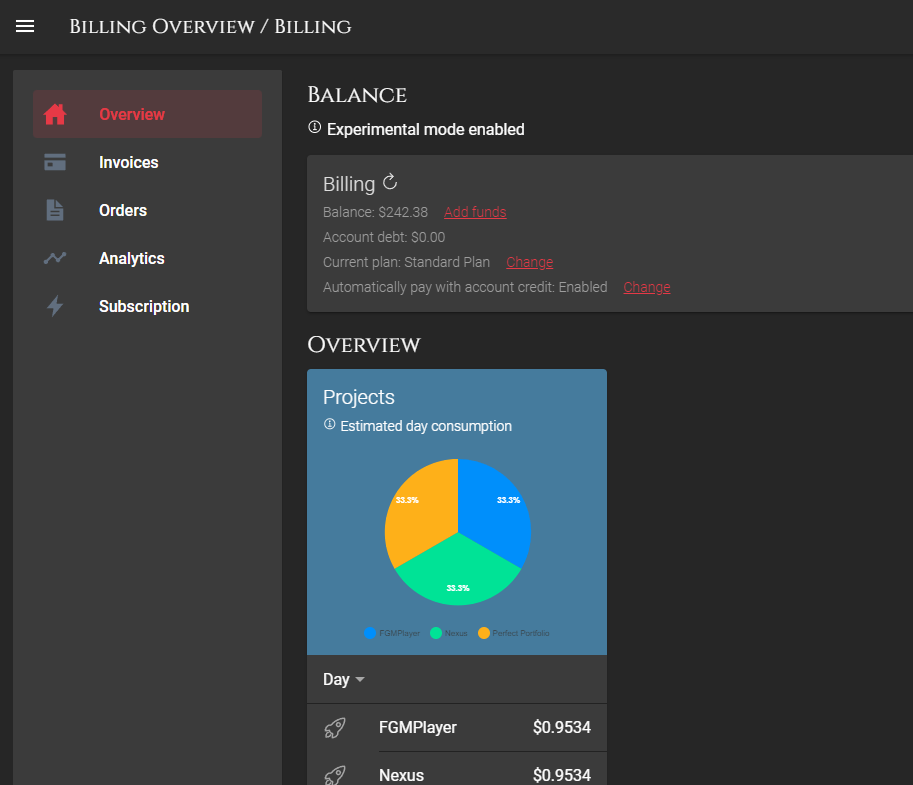 Billing Overview / Billing
Overview
Invoices
Orders
Analytics
Subscription
Balance
Experimental mode enabled
Billing
Balance: $242.38 Add funds
Account debt: $0.00
Current plan: Standard Plan Change
Automatically pay with account credit: Enabled Change
Overview
Projects
Estimated day consumption
33.3% 33.3%
33.3%
FGMPlayer Nexus Perfect Portfolio
Day
FGMPlayer $0.9534
Nexus $0.9534